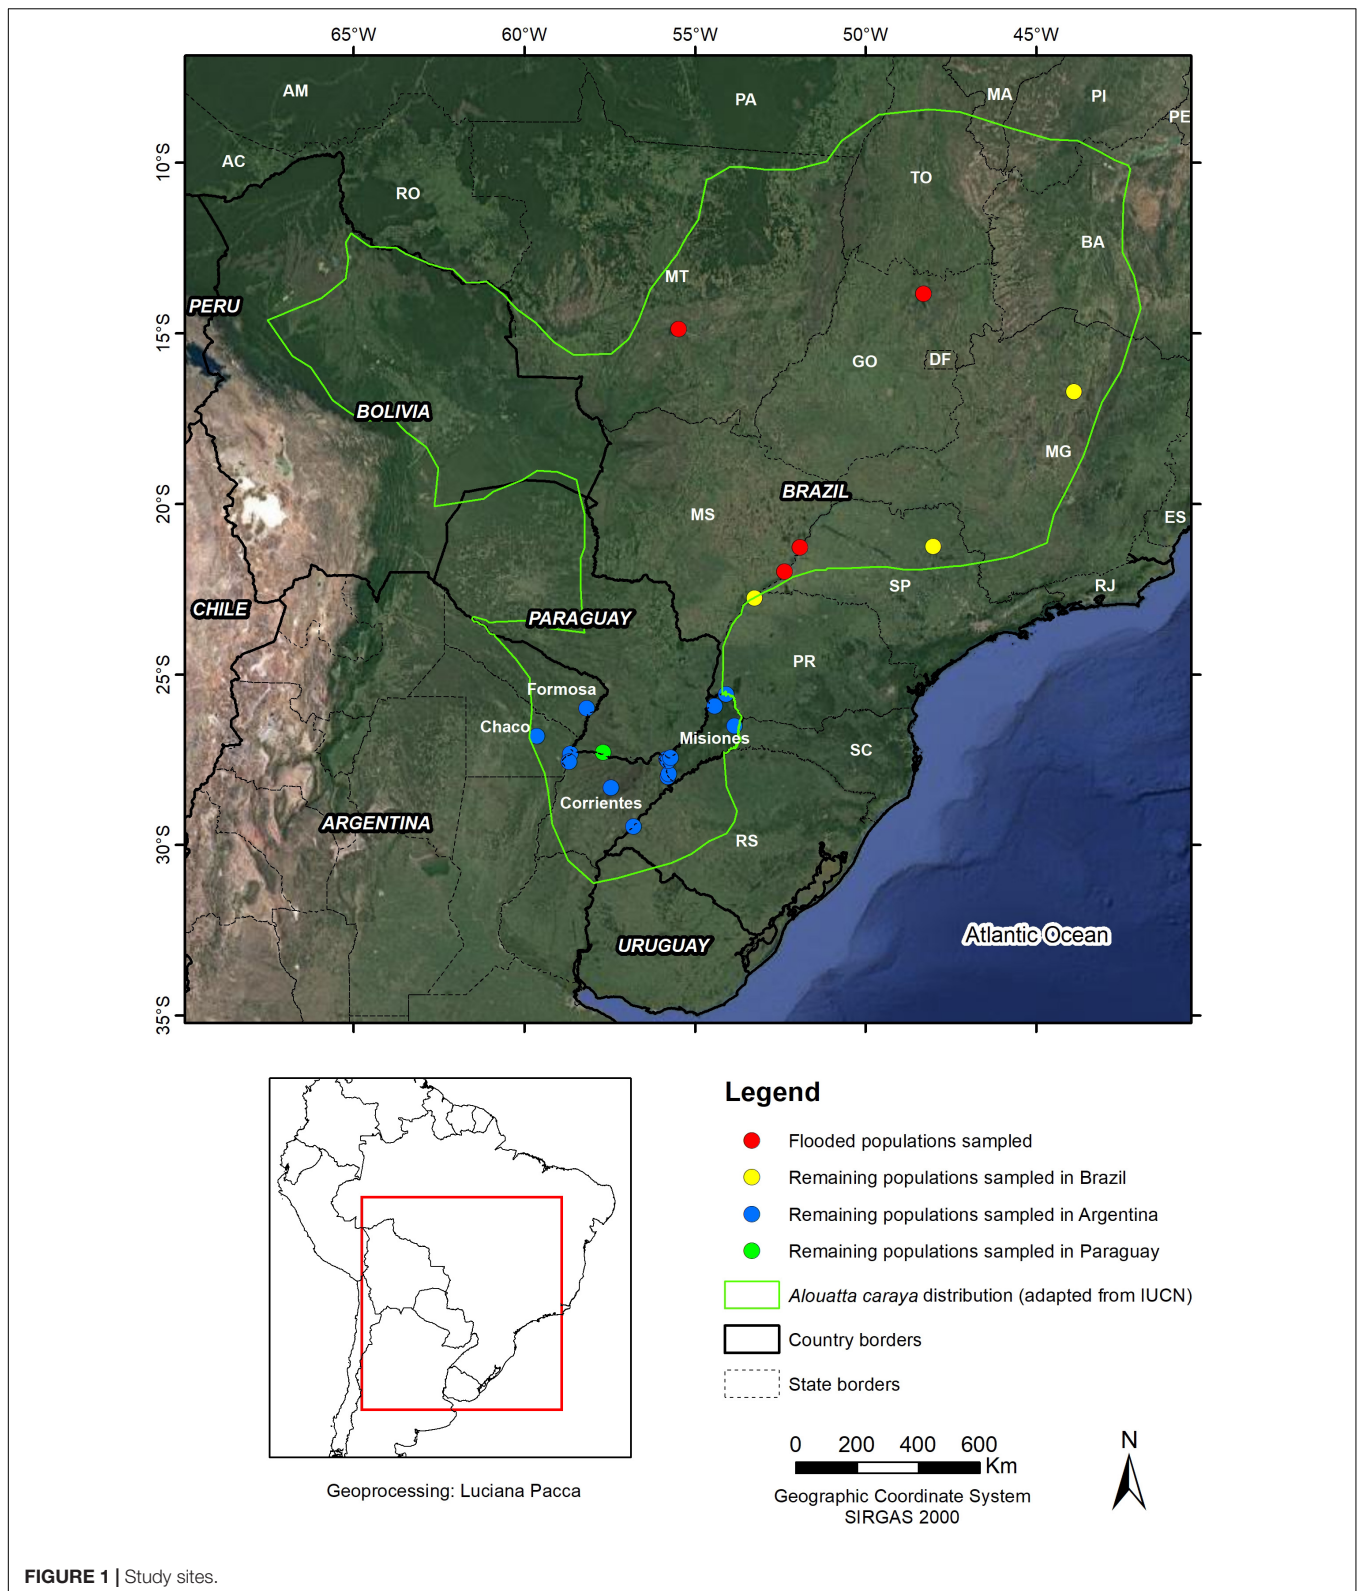 65°W 60°W 55°W 50°W 45°W
AM
PA
MA
PI
PE
10°S
AC
RO
TO
BA
MT
PERU
15°S
GO
DF
BOLIVIA
MG
BRAZIL
20°S
MS
ES
SP
RJ
CHILE
PARAGUAY
25°S
PR
Formosa
Chaco
Misiones
SC
Corrientes
ARGENTINA
30°S
RS
Atlantic Ocean
URUGUAY
35°S
Legend
Flooded populations sampled
Remaining populations sampled in Brazil
Remaining populations sampled in Argentina
Remaining populations sampled in Paraguay
Alouatta caraya distribution (adapted from IUCN)
Country borders
State borders
0 200 400 600
Km
N
Geographic Coordinate System
SIRGAS 2000
Geoprocessing: Luciana Pacca
FIGURE 1 | Study sites.